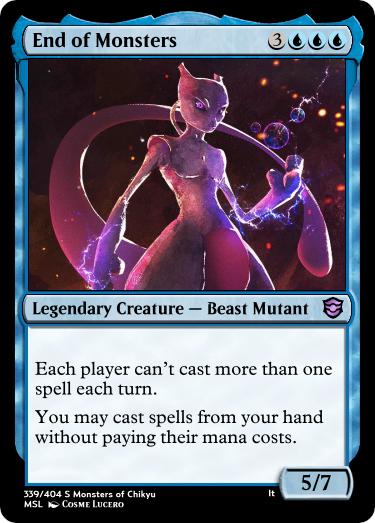 End of Monsters 3
Legendary Creature — Beast Mutant
Each player can't cast more than one
spell each turn.
You may cast spells from your hand
without paying their mana costs.
5/7
339/404 S Monsters of Chikyu It
MSL Cosme Lucero